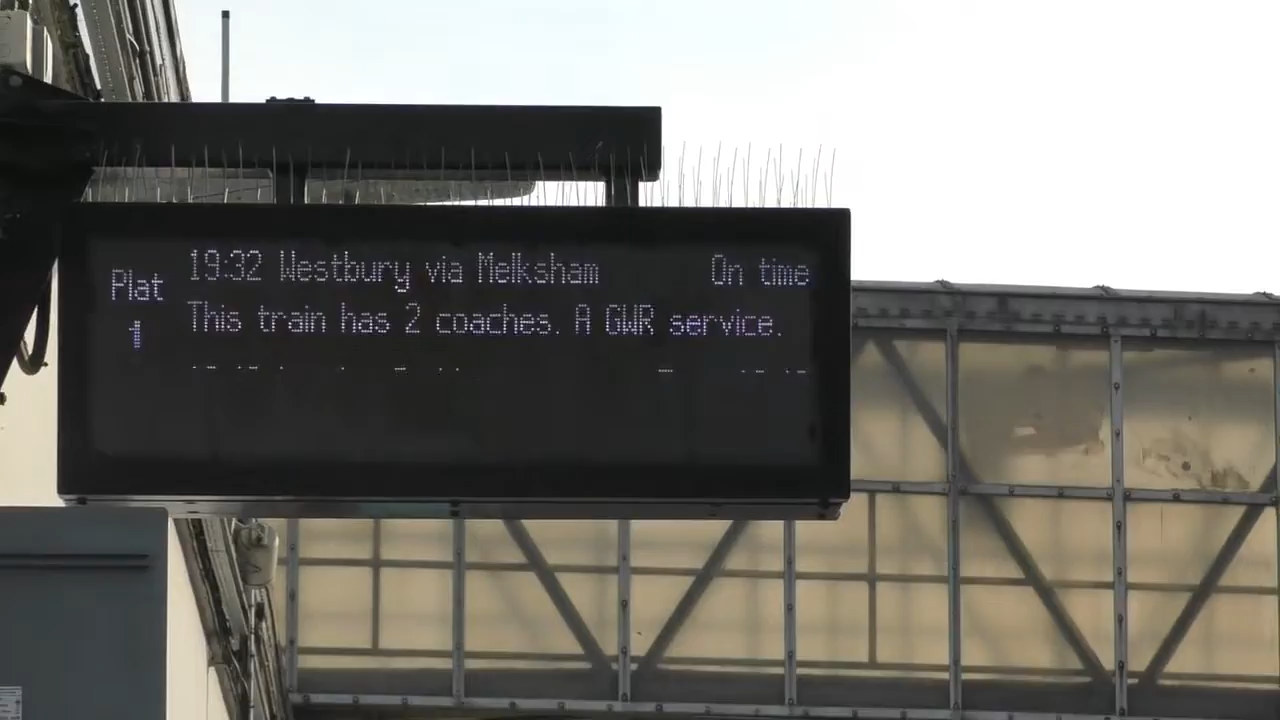 19:32 Westbury via Melksham On time
Plat
1
This train has 2 coaches. A GWR service.